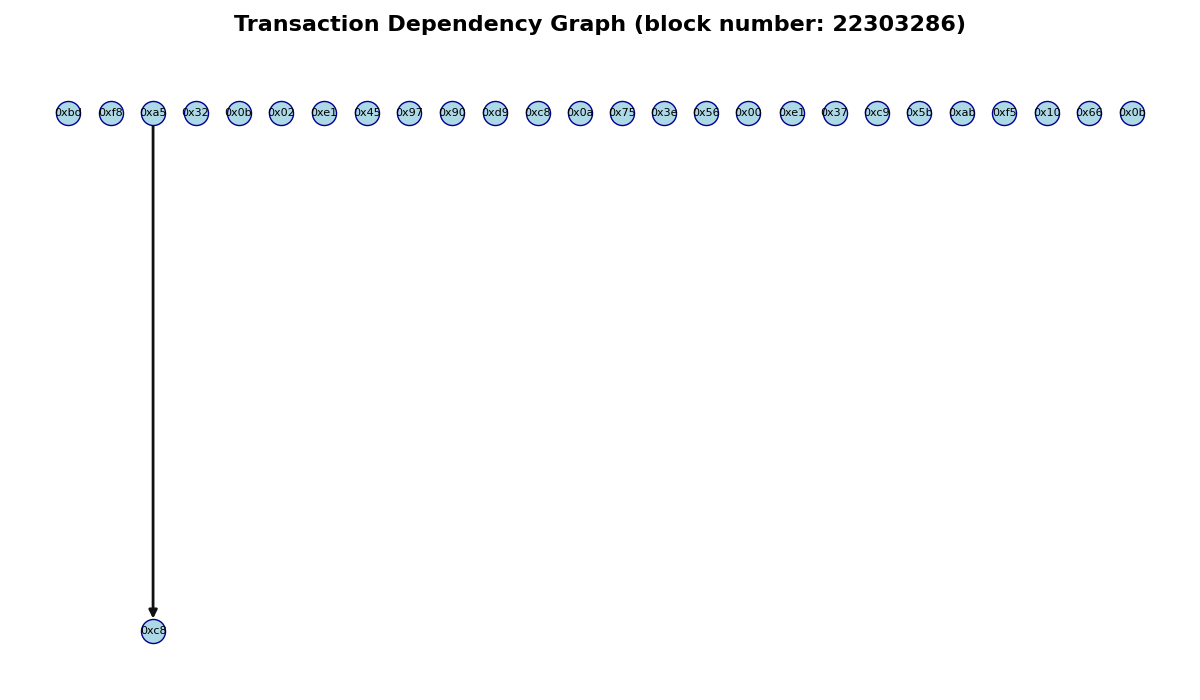 Transaction Dependency Graph (block number: 22303286)
0xbd 0xf8 0xa5 0x32 0x0b 0x02 0xe1 0x45 0x97 0x90 0xd9 0xc8 0x0a 0x75 0x3e 0x56 0x00 0xe1 0x37 0xc9 0x5b 0xab 0xf5 0x10 0x66 0x0b
0xc8